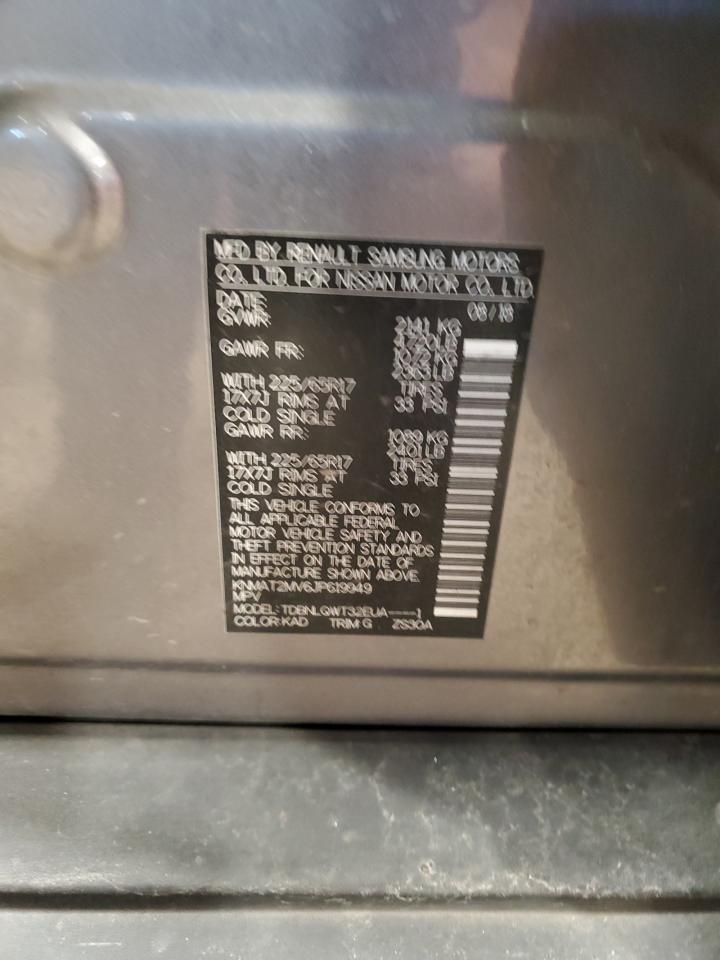 MFD BY RENAULT SAMSUNG MOTORS
CO., LTD. FOR NISSAN MOTOR CO., LTD.
DATE: 08/18
GVWR: 2141 KG
4720LB
GAWR FR: 1072 KG
2363LB
WITH 225/65R17 TIRES,
17X7J RIMS AT 33 PSI
COLD SINGLE
GAWR RR: 1089 KG
2401LB
WITH 225/65R17 TIRES,
17X7J RIMS AT 33 PSI
COLD SINGLE
THIS VEHICLE CONFORMS TO
ALL APPLICABLE FEDERAL
MOTOR VEHICLE SAFETY AND
THEFT PREVENTION STANDARDS
IN EFFECT ON THE DATE OF
MANUFACTURE SHOWN ABOVE.
KNMAT2MV6JP619949
MPV
MODEL: TDBNLGWT32EUA----1
COLOR:KAD TRIM:G ZS30A